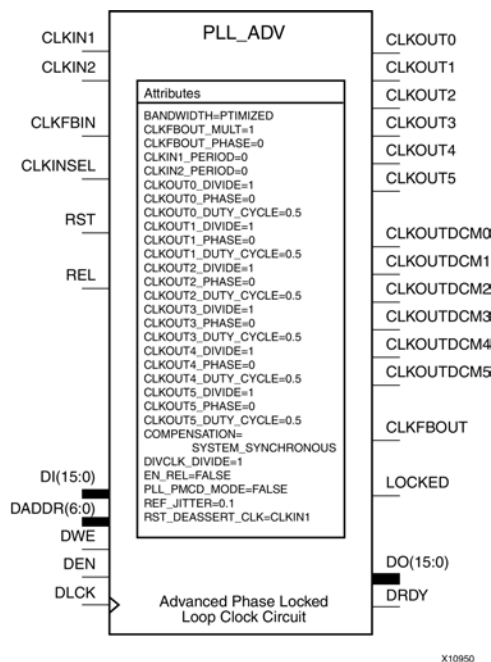 PLL_ADV
CLKIN1
CLKIN2
CLKFBIN
CLKINSEL
RST
REL
DI(15:0)
DADDR(6:0)
DWE
DEN
DLCK
Attributes
BANDWIDTH=PTIMIZED
CLKFBOUT_MULT=1
CLKFBOUT_PHASE=0
CLKIN1_PERIOD=0
CLKIN2_PERIOD=0
CLKOUT0_DIVIDE=1
CLKOUT0_PHASE=0
CLKOUT0_DUTY_CYCLE=0.5
CLKOUT1_DIVIDE=1
CLKOUT1_PHASE=0
CLKOUT1_DUTY_CYCLE=0.5
CLKOUT2_DIVIDE=1
CLKOUT2_PHASE=0
CLKOUT2_DUTY_CYCLE=0.5
CLKOUT3_DIVIDE=1
CLKOUT3_PHASE=0
CLKOUT3_DUTY_CYCLE=0.5
CLKOUT4_DIVIDE=1
CLKOUT4_PHASE=0
CLKOUT4_DUTY_CYCLE=0.5
CLKOUT5_DIVIDE=1
CLKOUT5_PHASE=0
CLKOUT5_DUTY_CYCLE=0.5
COMPENSATION=
SYSTEM_SYNCHRONOUS
DIVCLK_DIVIDE=1
EN_REL=FALSE
PLL_PMCD_MODE=FALSE
REF_JITTER=0.1
RST_DEASSERT_CLK=CLKIN1
CLKOUT0
CLKOUT1
CLKOUT2
CLKOUT3
CLKOUT4
CLKOUT5
CLKOUTDCM0
CLKOUTDCM1
CLKOUTDCM2
CLKOUTDCM3
CLKOUTDCM4
CLKOUTDCM5
CLKFBOUT
LOCKED
DO(15:0)
DRDY
Advanced Phase Locked
Loop Clock Circuit
X10950